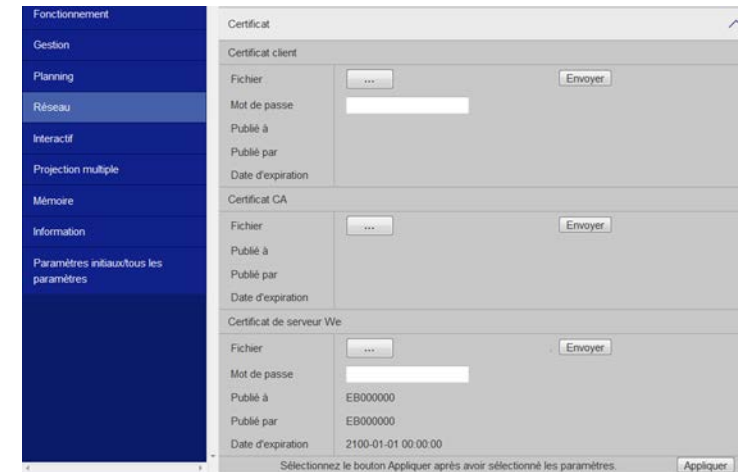 Fonctionnement
Gestion
Planning
Réseau
Interactif
Projection multiple
Mémoire
Information
Paramètres initiaux/tous les
paramètres
Certificat
Certificat client
Fichier ... Envoyer
Mot de passe
Publié à
Publié par
Date d'expiration
Certificat CA
Fichier ... Envoyer
Publié à
Publié par
Date d'expiration
Certificat de serveur We
Fichier ... Envoyer
Mot de passe
Publié à EB000000
Publié par EB000000
Date d'expiration 2100-01-01 00:00:00
Sélectionnez le bouton Appliquer après avoir sélectionné les paramètres. Appliquer